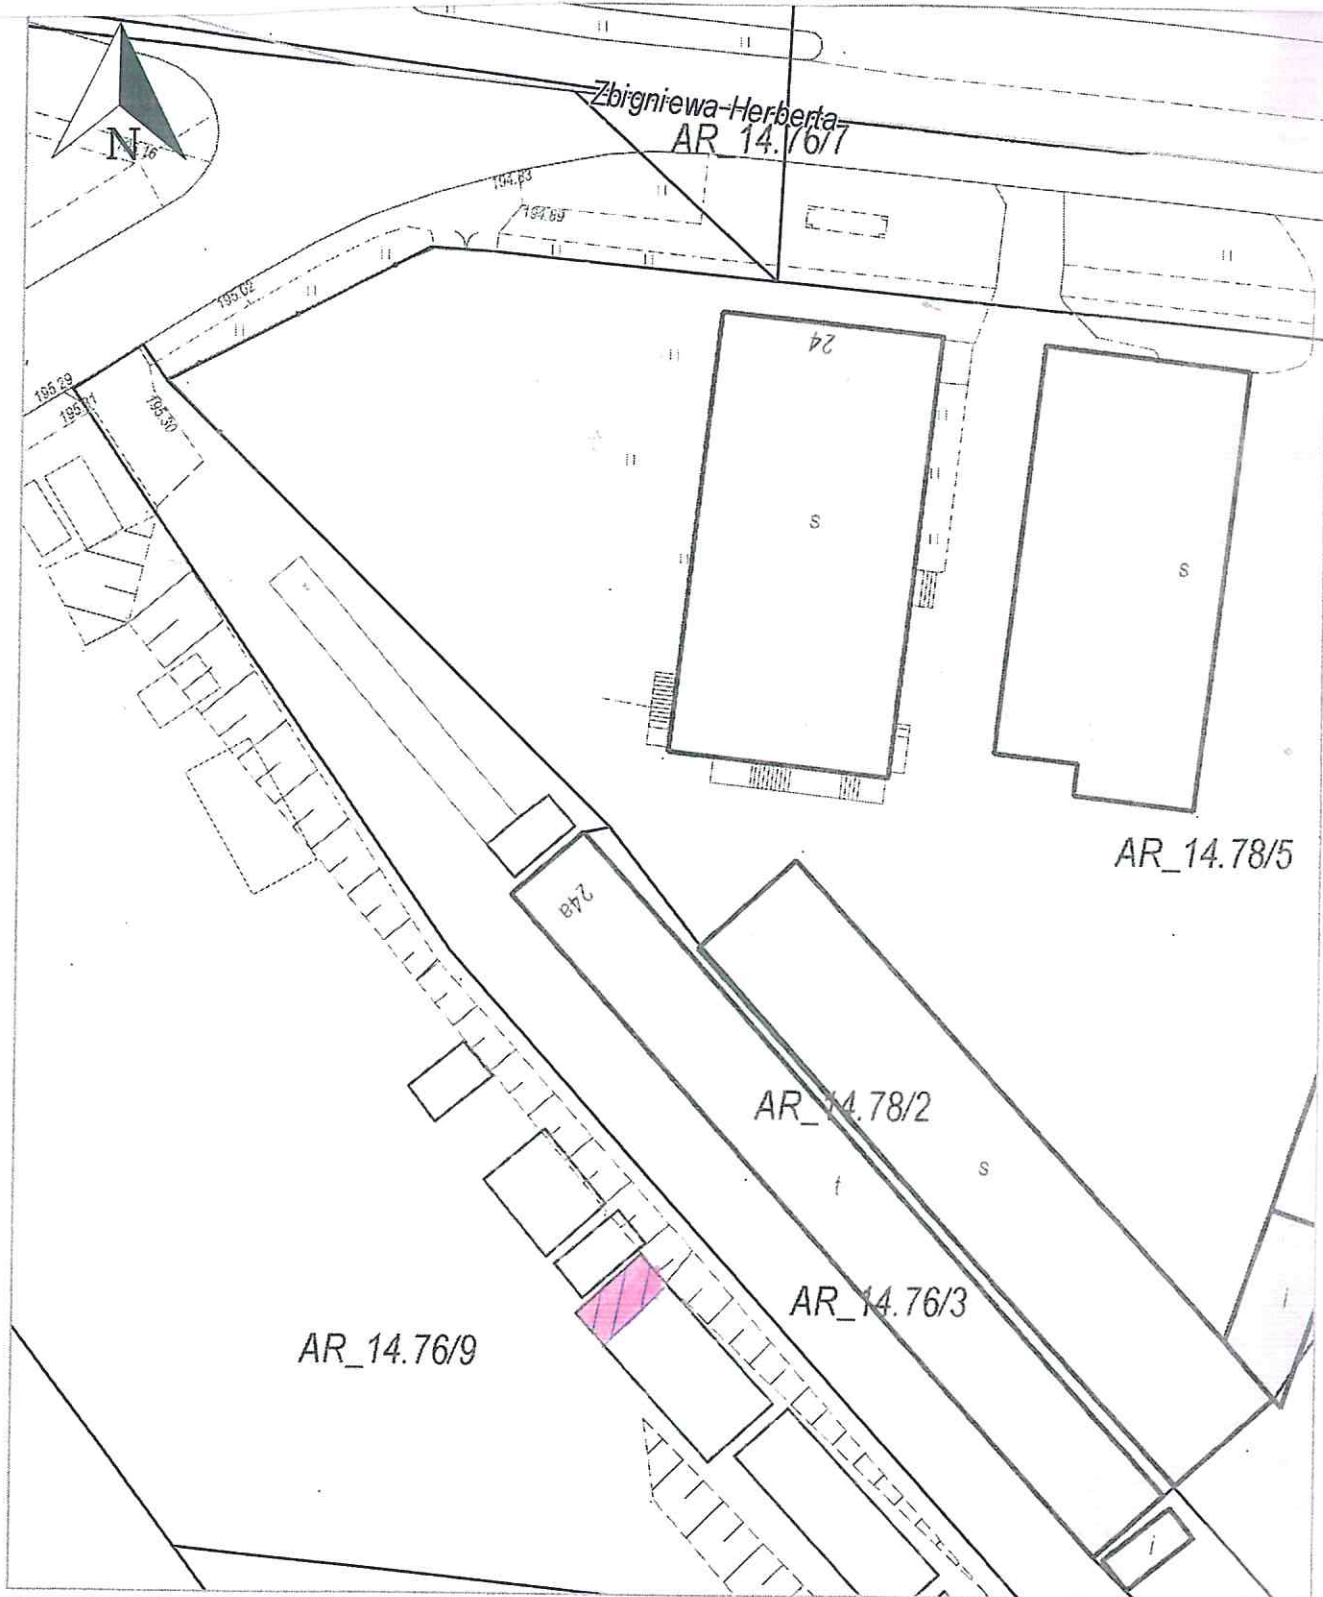 Zbigniewa Herberta
AR_14.76/7
N
194.83
194.89
195.02
195.29
195.30
24
s
s
AR_14.78/5
24a
AR_14.78/2
s
t
AR_14.76/3
i
AR_14.76/9
i